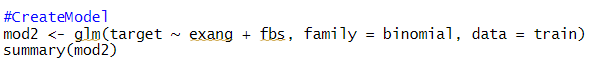 #CreateModel
mod2 <- glm(target ~ exang + fbs, family = binomial, data = train)
summary(mod2)